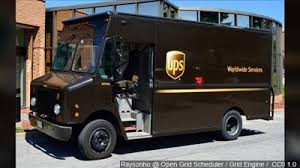 ups
Worldwide Services
Raysonho @ Open Grid Scheduler / Grid Engine / CC0 1.0